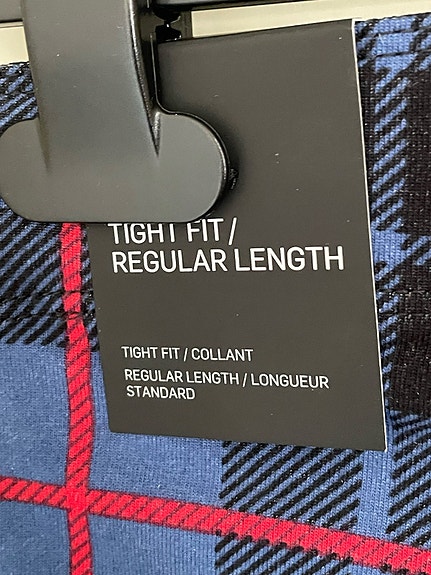 TIGHT FIT /
REGULAR LENGTH
TIGHT FIT / COLLANT
REGULAR LENGTH / LONGUEUR
STANDARD